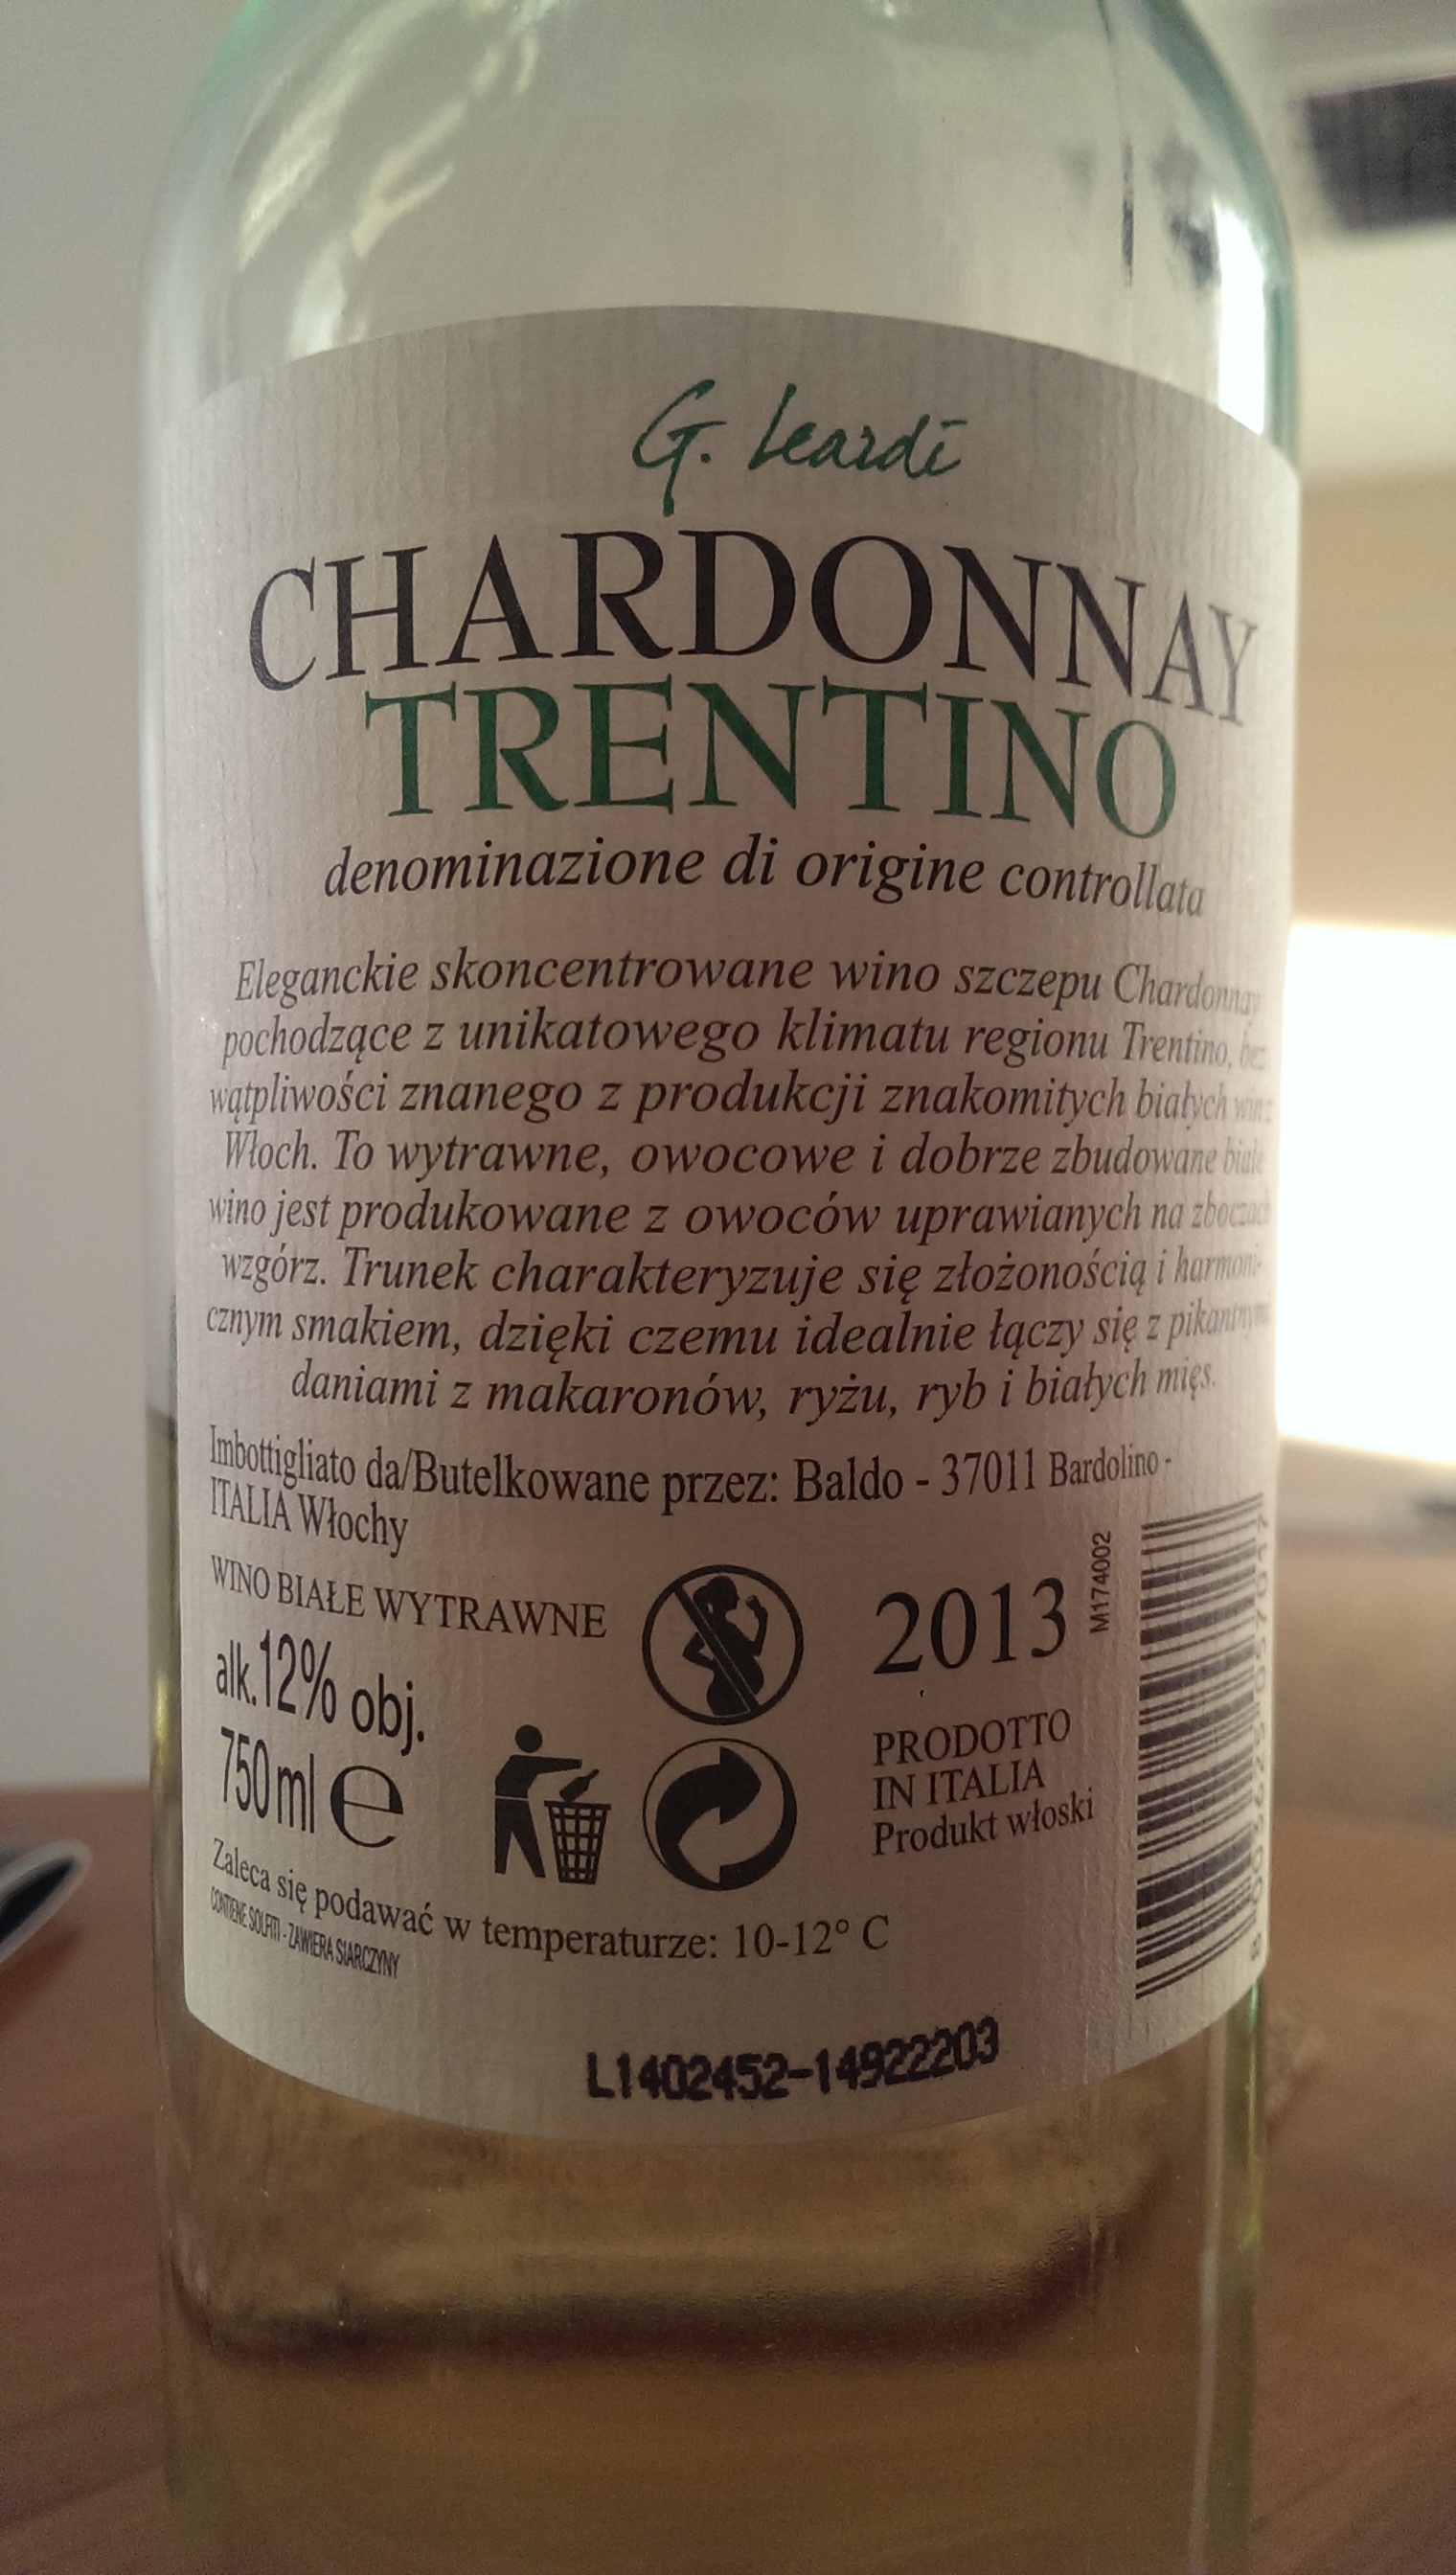 G. Leardi
CHARDONNAY
TRENTINO
denominazione di origine controllata
Eleganckie skoncentrowane wino szczepu Chardonnay
pochodzące z unikatowego klimatu regionu Trentino, bez
wątpliwości znanego z produkcji znakomitych białych win z
Włoch. To wytrawne, owocowe i dobrze zbudowane białe
wino jest produkowane z owoców uprawianych na zboczach
wzgórz. Trunek charakteryzuje się złożonością i harmoni-
cznym smakiem, dzięki czemu idealnie łączy się z pikantnymi
daniami z makaronów, ryżu, ryb i białych mięs.
Imbottigliato da/Butelkowane przez: Baldo - 37011 Bardolino -
ITALIA Włochy
WINO BIAŁE WYTRAWNE
alk.12% obj.
750ml e
2013
M174002
PRODOTTO
IN ITALIA
Produkt włoski
Zaleca się podawać w temperaturze: 10-12° C
CONTIENE SOLFITI - ZAWIERA SIARCZYNY
L1402452-14922203